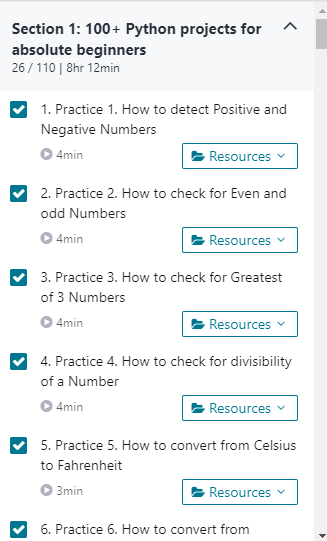 Section 1: 100+ Python projects for
absolute beginners
26 / 110 | 8hr 12min
1. Practice 1. How to detect Positive and
Negative Numbers
4min
Resources
2. Practice 2. How to check for Even and
odd Numbers
4min
Resources
3. Practice 3. How to check for Greatest
of 3 Numbers
4min
Resources
4. Practice 4. How to check for divisibility
of a Number
4min
Resources
5. Practice 5. How to convert from Celsius
to Fahrenheit
3min
Resources
6. Practice 6. How to convert from